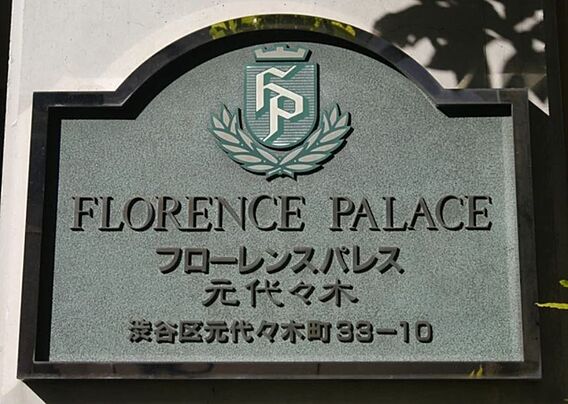 FP
FLORENCE PALACE
フローレンスパレス
元代々木
渋谷区元代々木町33-10